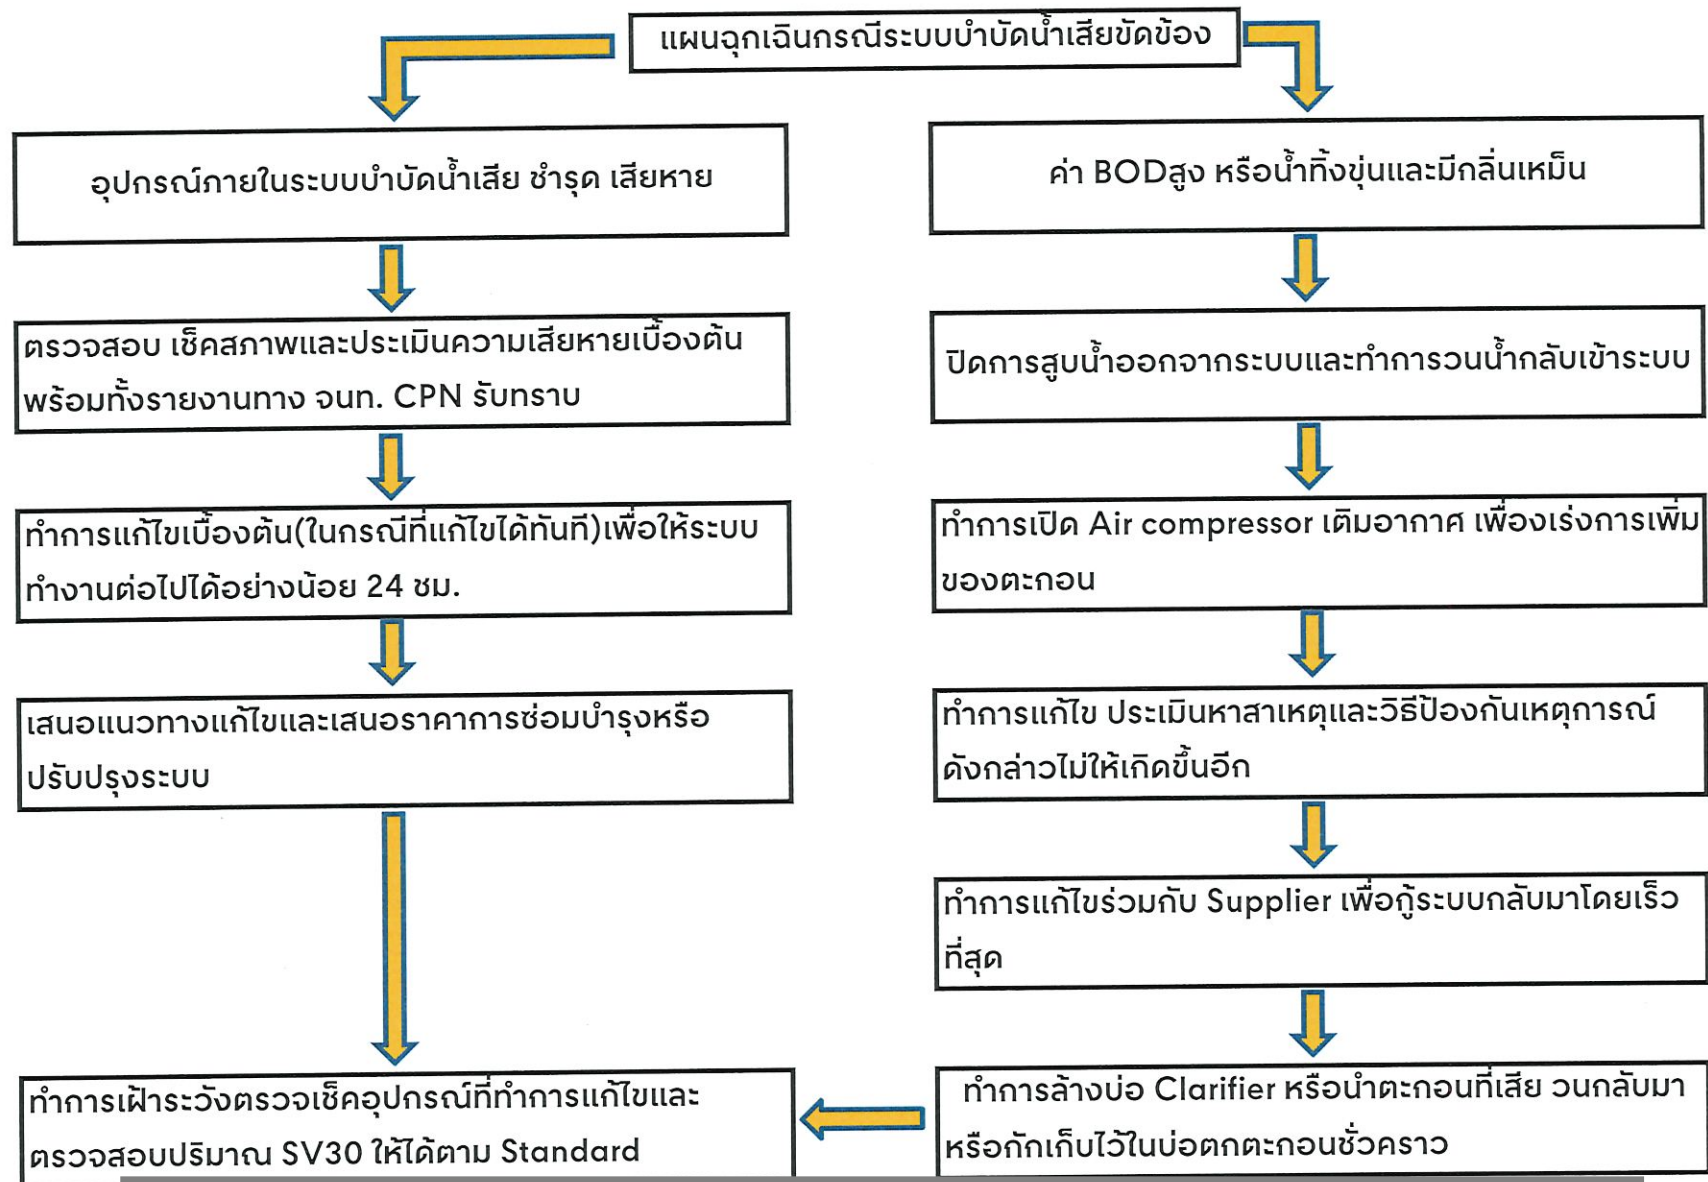 แผนฉุกเฉินกรณีระบบบำบัดน้ำเสียขัดข้อง
อุปกรณ์ภายในระบบบำบัดน้ำเสีย ชำรุด เสียหาย
ตรวจสอบ เช็คสภาพและประเมินความเสียหายเบื้องต้น
พร้อมทั้งรายงานทาง จนท. CPN รับทราบ
ทำการแก้ไขเบื้องต้น(ในกรณีที่แก้ไขได้ทันที)เพื่อให้ระบบ
ทำงานต่อไปได้อย่างน้อย 24 ชม.
เสนอแนวทางแก้ไขและเสนอราคาการซ่อมบำรุงหรือ
ปรับปรุงระบบ
ค่า BODสูง หรือน้ำทิ้งขุ่นและมีกลิ่นเหม็น
ปิดการสูบน้ำออกจากระบบและทำการวนน้ำกลับเข้าระบบ
ทำการเปิด Air compressor เติมอากาศ เพื่องเร่งการเพิ่ม
ของตะกอน
ทำการแก้ไข ประเมินหาสาเหตุและวิธีป้องกันเหตุการณ์
ดังกล่าวไม่ให้เกิดขึ้นอีก
ทำการแก้ไขร่วมกับ Supplier เพื่อกู้ระบบกลับมาโดยเร็ว
ที่สุด
ทำการล้างบ่อ Clarifier หรือนำตะกอนที่เสีย วนกลับมา
หรือกักเก็บไว้ในบ่อตกตะกอนชั่วคราว
ทำการเฝ้าระวังตรวจเช็คอุปกรณ์ที่ทำการแก้ไขและ
ตรวจสอบปริมาณ SV30 ให้ได้ตาม Standard